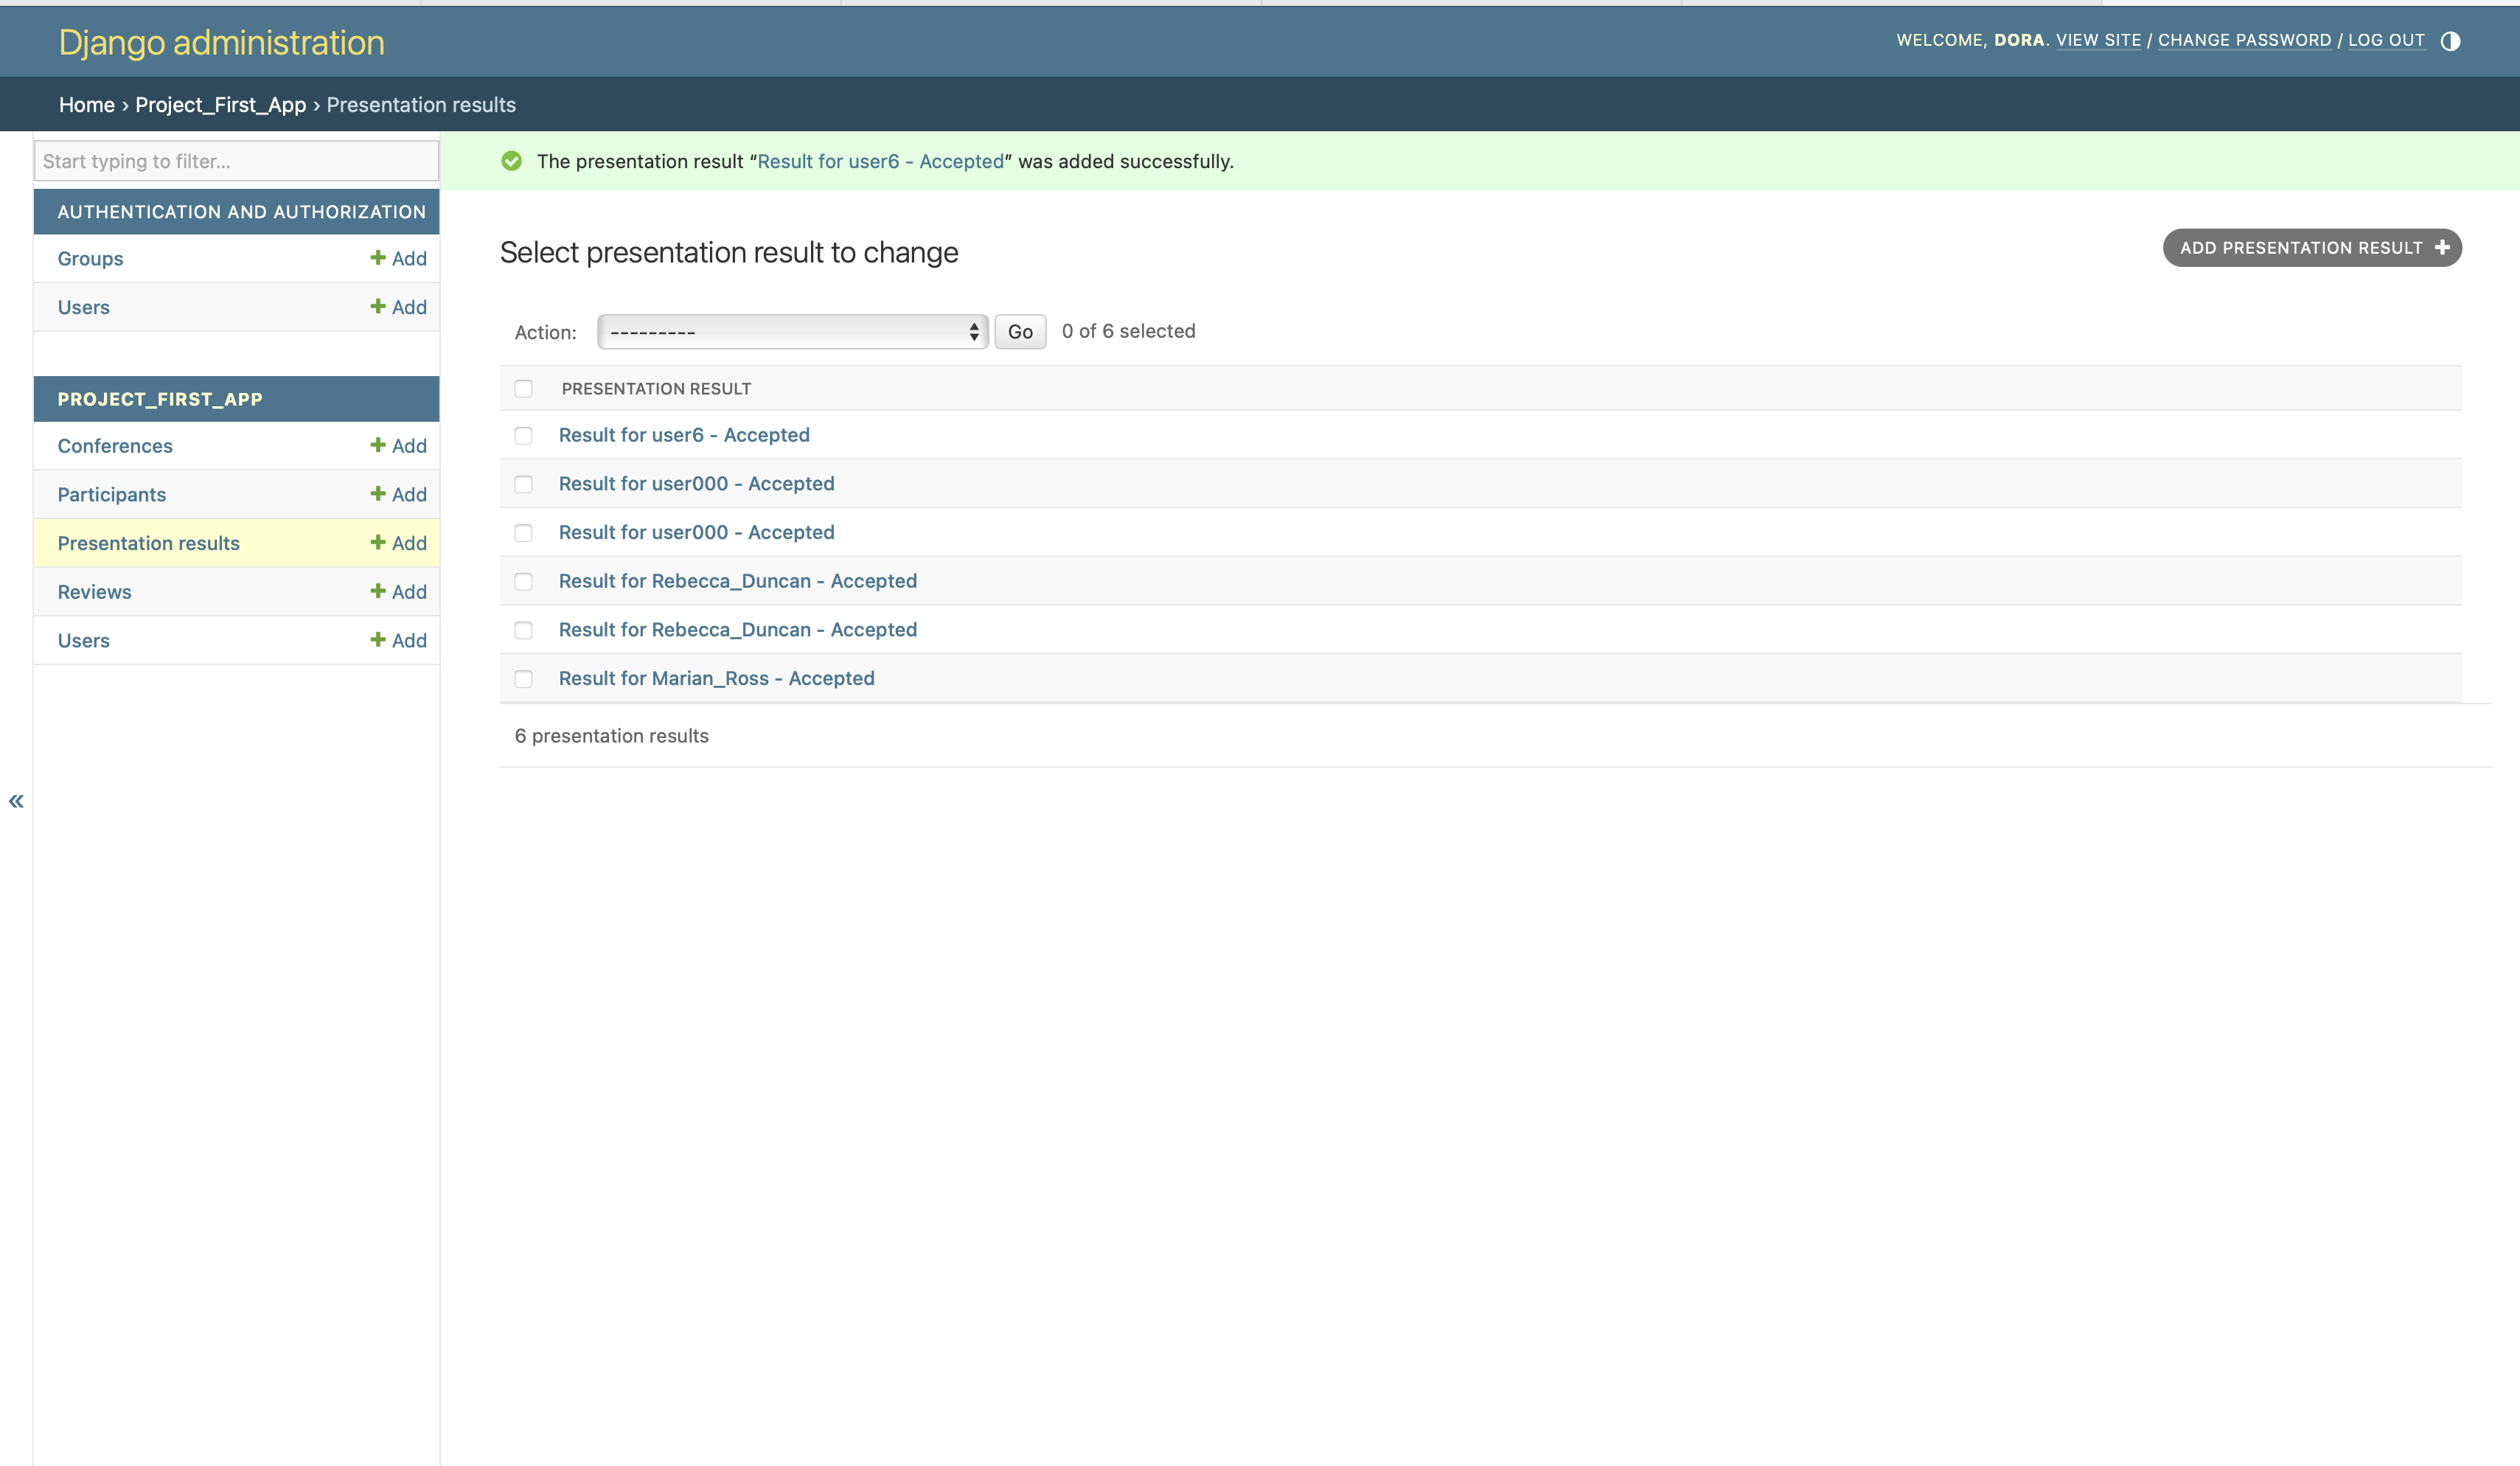 Django administration
WELCOME, DORA. VIEW SITE / CHANGE PASSWORD / LOG OUT
Home › Project_First_App › Presentation results
Start typing to filter...
AUTHENTICATION AND AUTHORIZATION
Groups + Add
Users + Add
PROJECT_FIRST_APP
Conferences + Add
Participants + Add
Presentation results + Add
Reviews + Add
Users + Add
«
The presentation result “Result for user6 - Accepted” was added successfully.
Select presentation result to change
ADD PRESENTATION RESULT +
Action: --------- Go 0 of 6 selected
PRESENTATION RESULT
Result for user6 - Accepted
Result for user000 - Accepted
Result for user000 - Accepted
Result for Rebecca_Duncan - Accepted
Result for Rebecca_Duncan - Accepted
Result for Marian_Ross - Accepted
6 presentation results